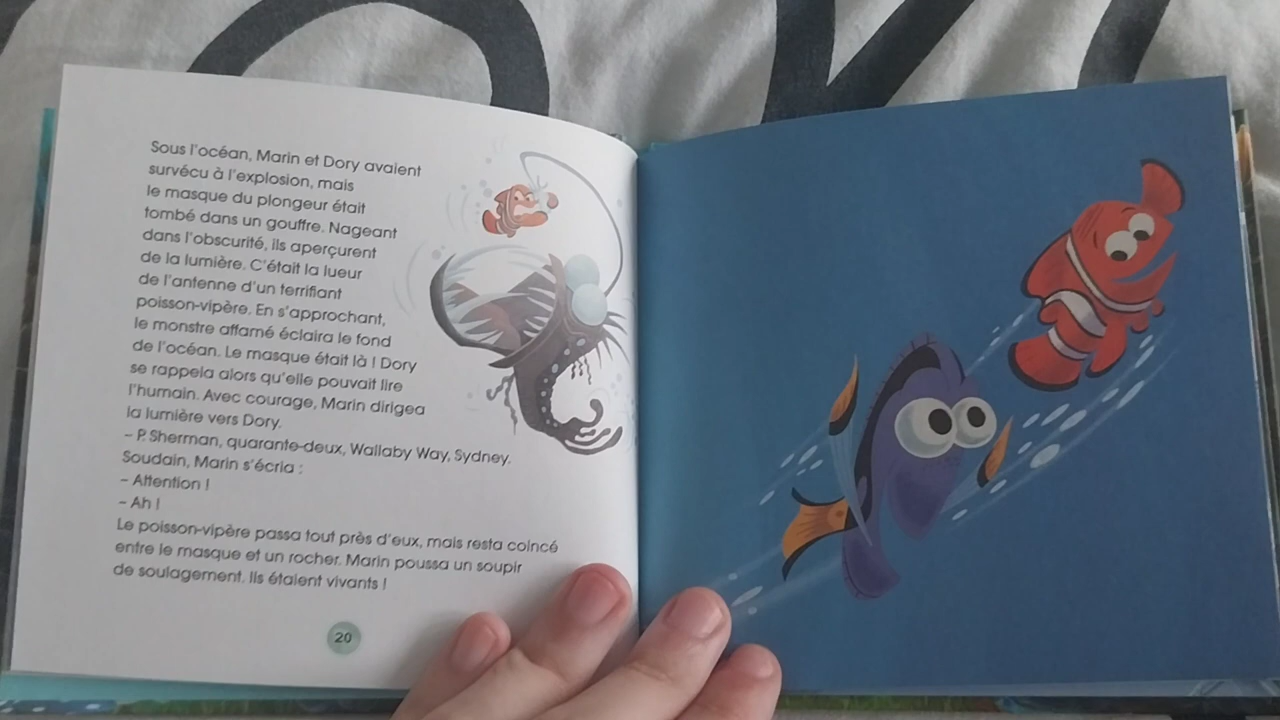 Sous l'océan, Marin et Dory avaient
survécu à l'explosion, mais
le masque du plongeur était
tombé dans un gouffre. Nageant
dans l'obscurité, ils aperçurent
de la lumière. C'était la lueur
de l'antenne d'un terrifiant
poisson-vipère. En s'approchant,
le monstre affamé éclaira le fond
de l'océan. Le masque était là ! Dory
se rappela alors qu'elle pouvait lire
l'humain. Avec courage, Marin dirigea
la lumière vers Dory.
– P. Sherman, quarante-deux, Wallaby Way, Sydney.
Soudain, Marin s'écria :
– Attention !
– Ah !
Le poisson-vipère passa tout près d'eux, mais resta coincé
entre le masque et un rocher. Marin poussa un soupir
de soulagement. Ils étaient vivants !
20